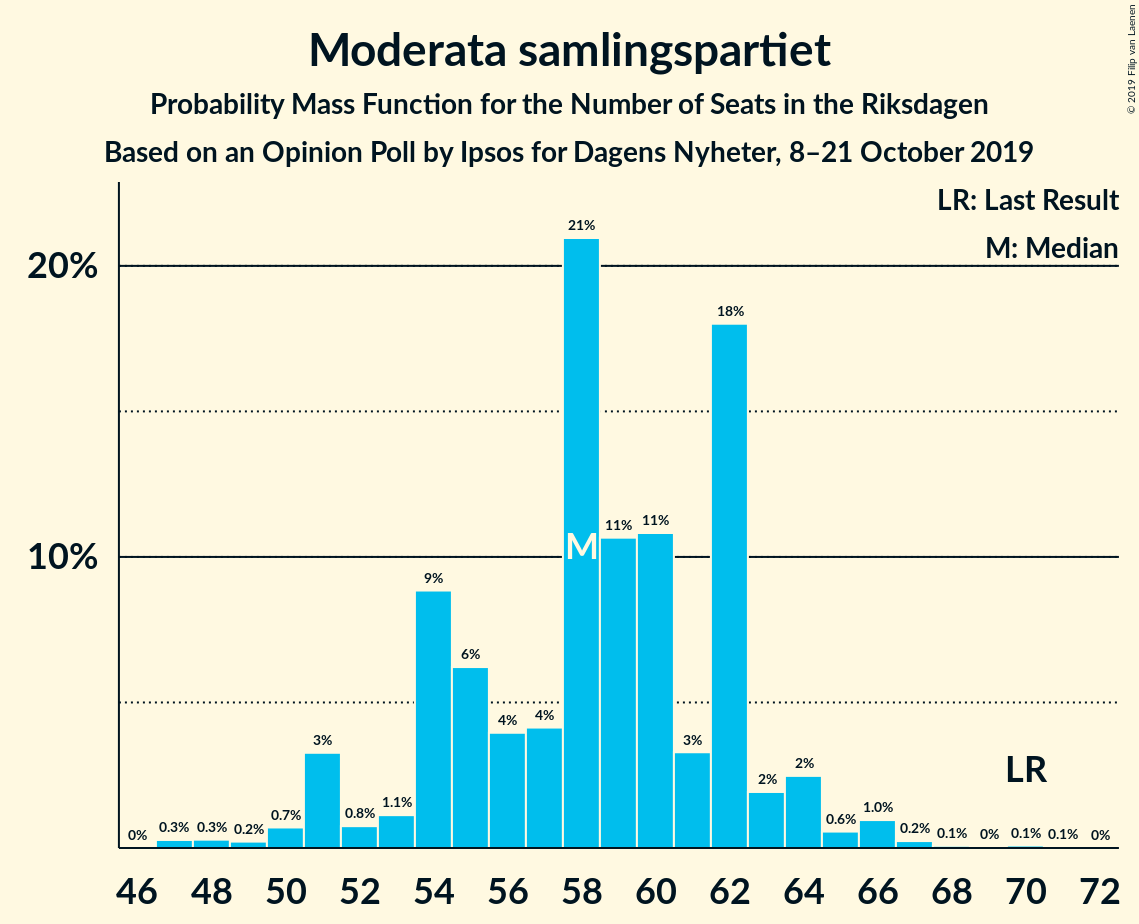 Moderata samlingspartiet
Probability Mass Function for the Number of Seats in the Riksdagen
Based on an Opinion Poll by Ipsos for Dagens Nyheter, 8–21 October 2019
© 2019 Filip van Laenen
LR: Last Result
M: Median
20%
10%
0% 0.3% 0.3% 0.2% 0.7% 3% 0.8% 1.1% 9% 6% 4% 4% 21% 11% 11% 3% 18% 2% 2% 0.6% 1.0% 0.2% 0.1% 0% 0.1% 0.1% 0%
M
LR
46 48 50 52 54 56 58 60 62 64 66 68 70 72